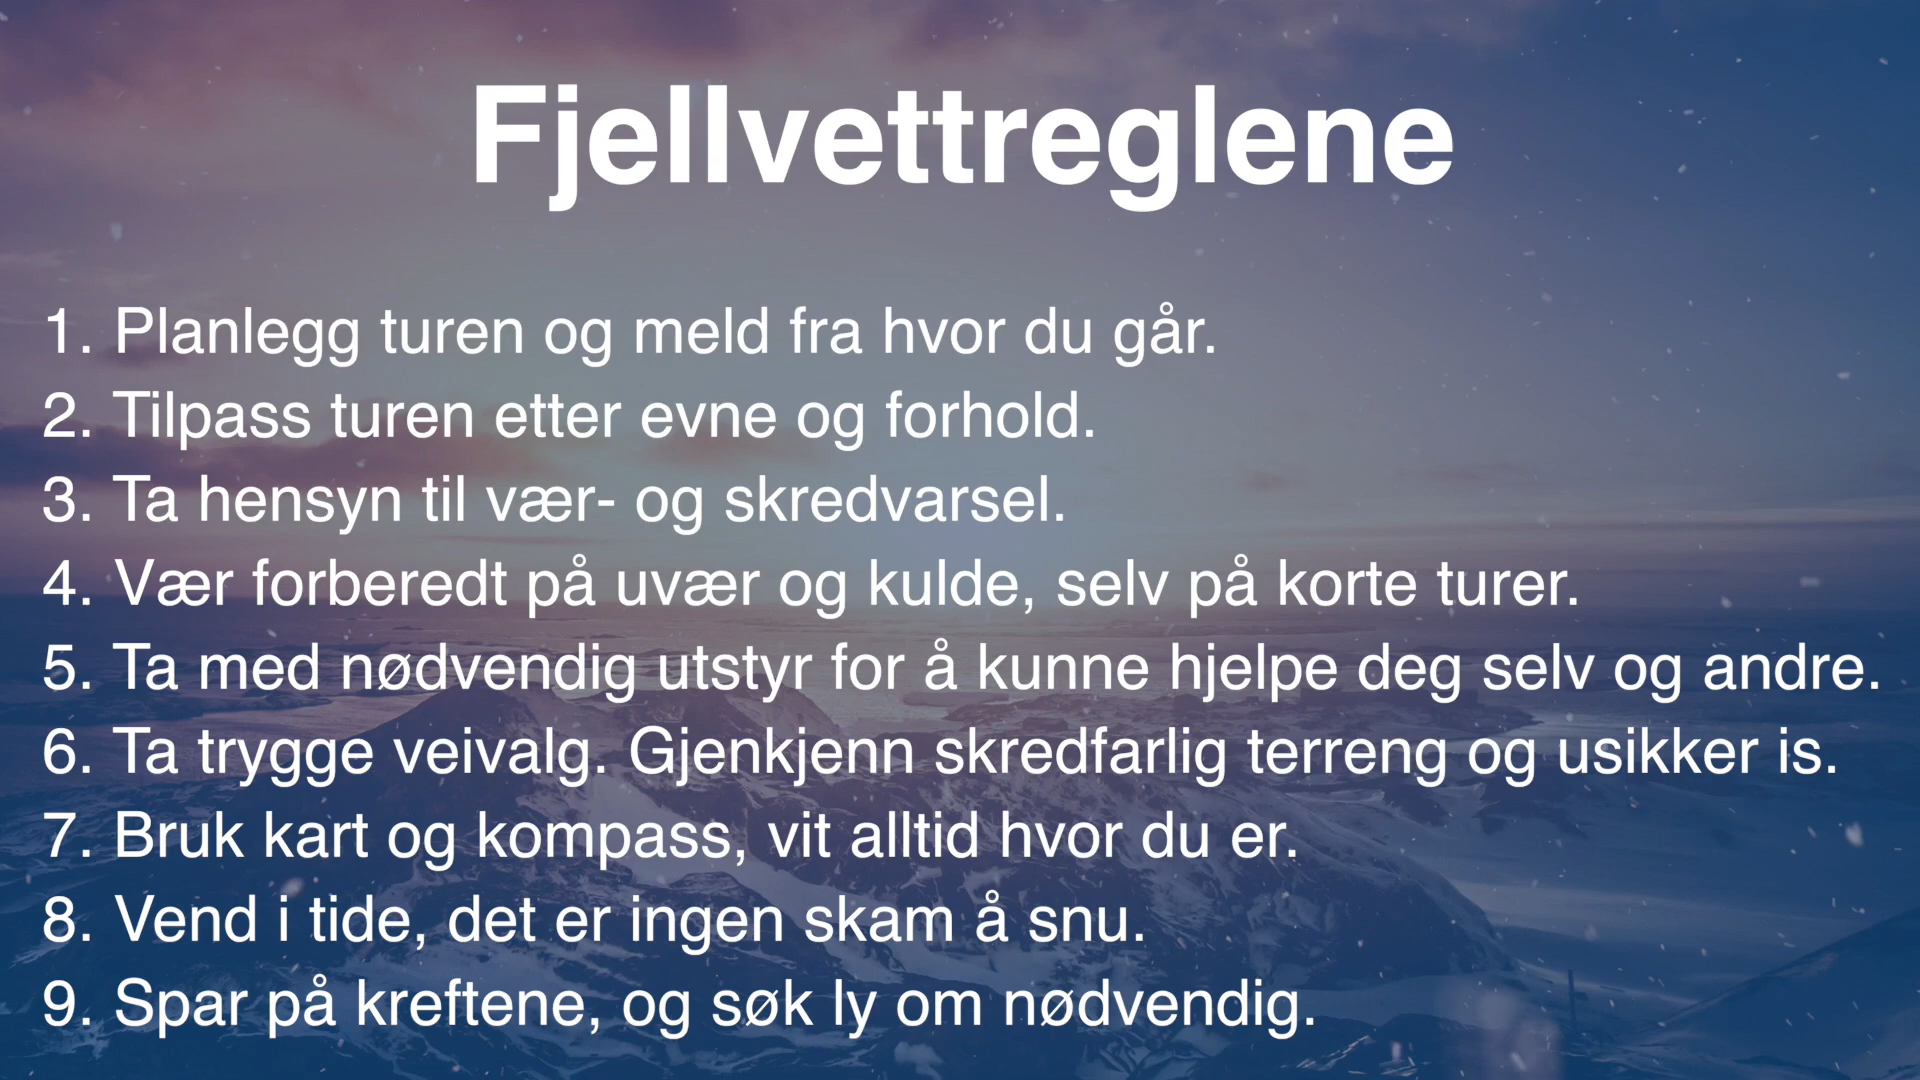 Fjellvettreglene
1. Planlegg turen og meld fra hvor du går.
2. Tilpass turen etter evne og forhold.
3. Ta hensyn til vær- og skredvarsel.
4. Vær forberedt på uvær og kulde, selv på korte turer.
5. Ta med nødvendig utstyr for å kunne hjelpe deg selv og andre.
6. Ta trygge veivalg. Gjenkjenn skredfarlig terreng og usikker is.
7. Bruk kart og kompass, vit alltid hvor du er.
8. Vend i tide, det er ingen skam å snu.
9. Spar på kreftene, og søk ly om nødvendig.